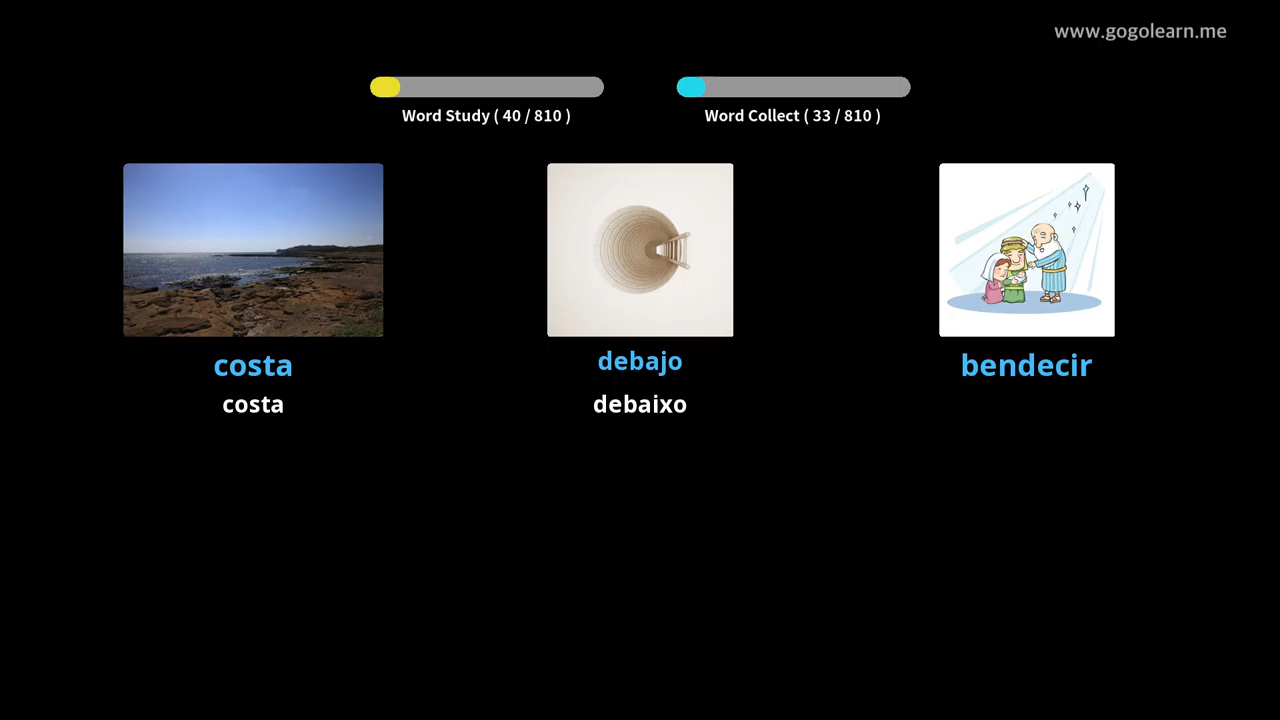 www.gogolearn.me
Word Study ( 40 / 810 )
Word Collect ( 33 / 810 )
costa
debajo
bendecir
costa
debaixo